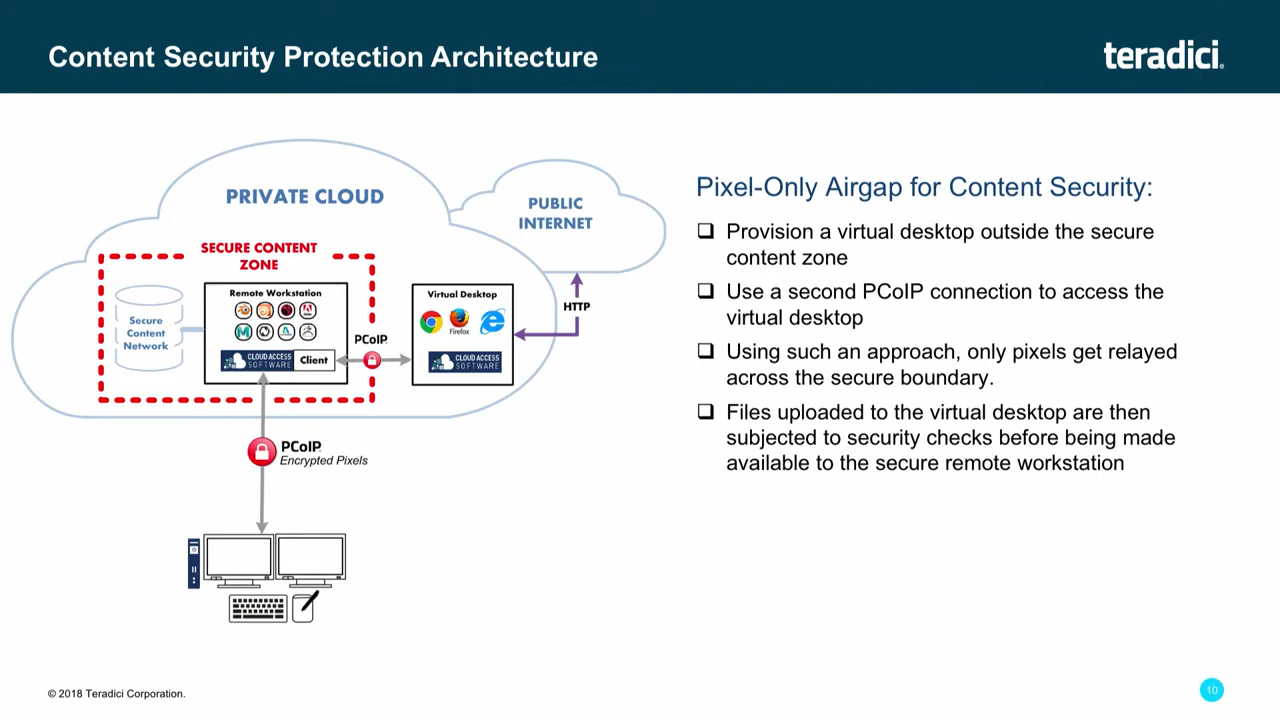 Content Security Protection Architecture
teradici.
PRIVATE CLOUD
PUBLIC
INTERNET
SECURE CONTENT
ZONE
Secure
Content
Network
Remote Workstation
CLOUD ACCESS
SOFTWARE
Client
PCoIP
Virtual Desktop
Firefox
CLOUD ACCESS
SOFTWARE
HTTP
PCoIP
Encrypted Pixels
Pixel-Only Airgap for Content Security:
❑ Provision a virtual desktop outside the secure
content zone
❑ Use a second PCoIP connection to access the
virtual desktop
❑ Using such an approach, only pixels get relayed
across the secure boundary.
❑ Files uploaded to the virtual desktop are then
subjected to security checks before being made
available to the secure remote workstation
© 2018 Teradici Corporation.
10